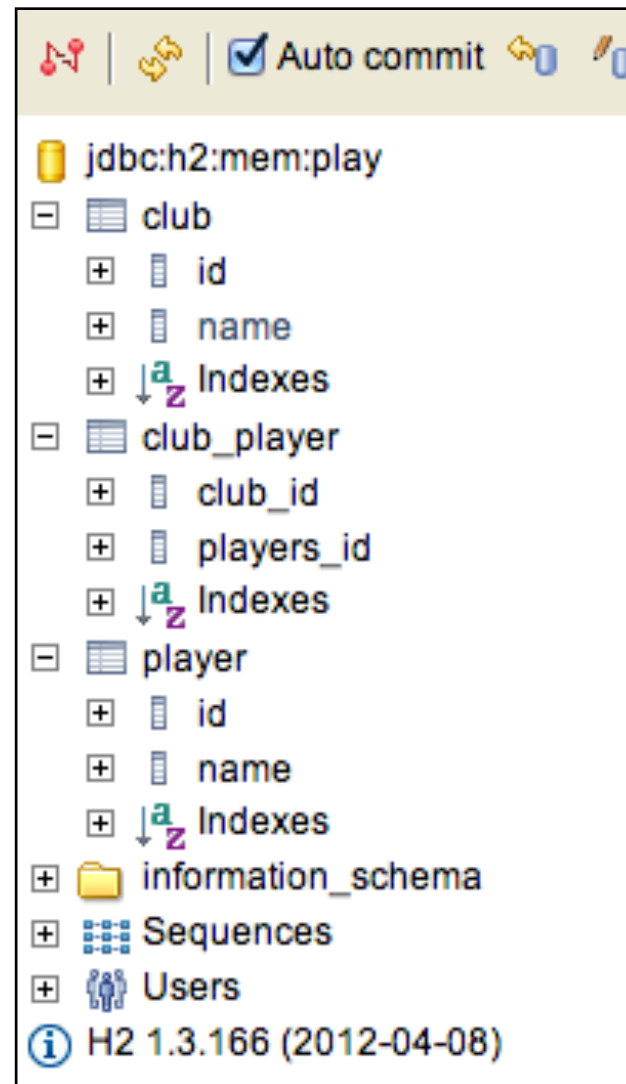 Auto commit
jdbc:h2:mem:play
club
id
name
Indexes
club_player
club_id
players_id
Indexes
player
id
name
Indexes
information_schema
Sequences
Users
H2 1.3.166 (2012-04-08)